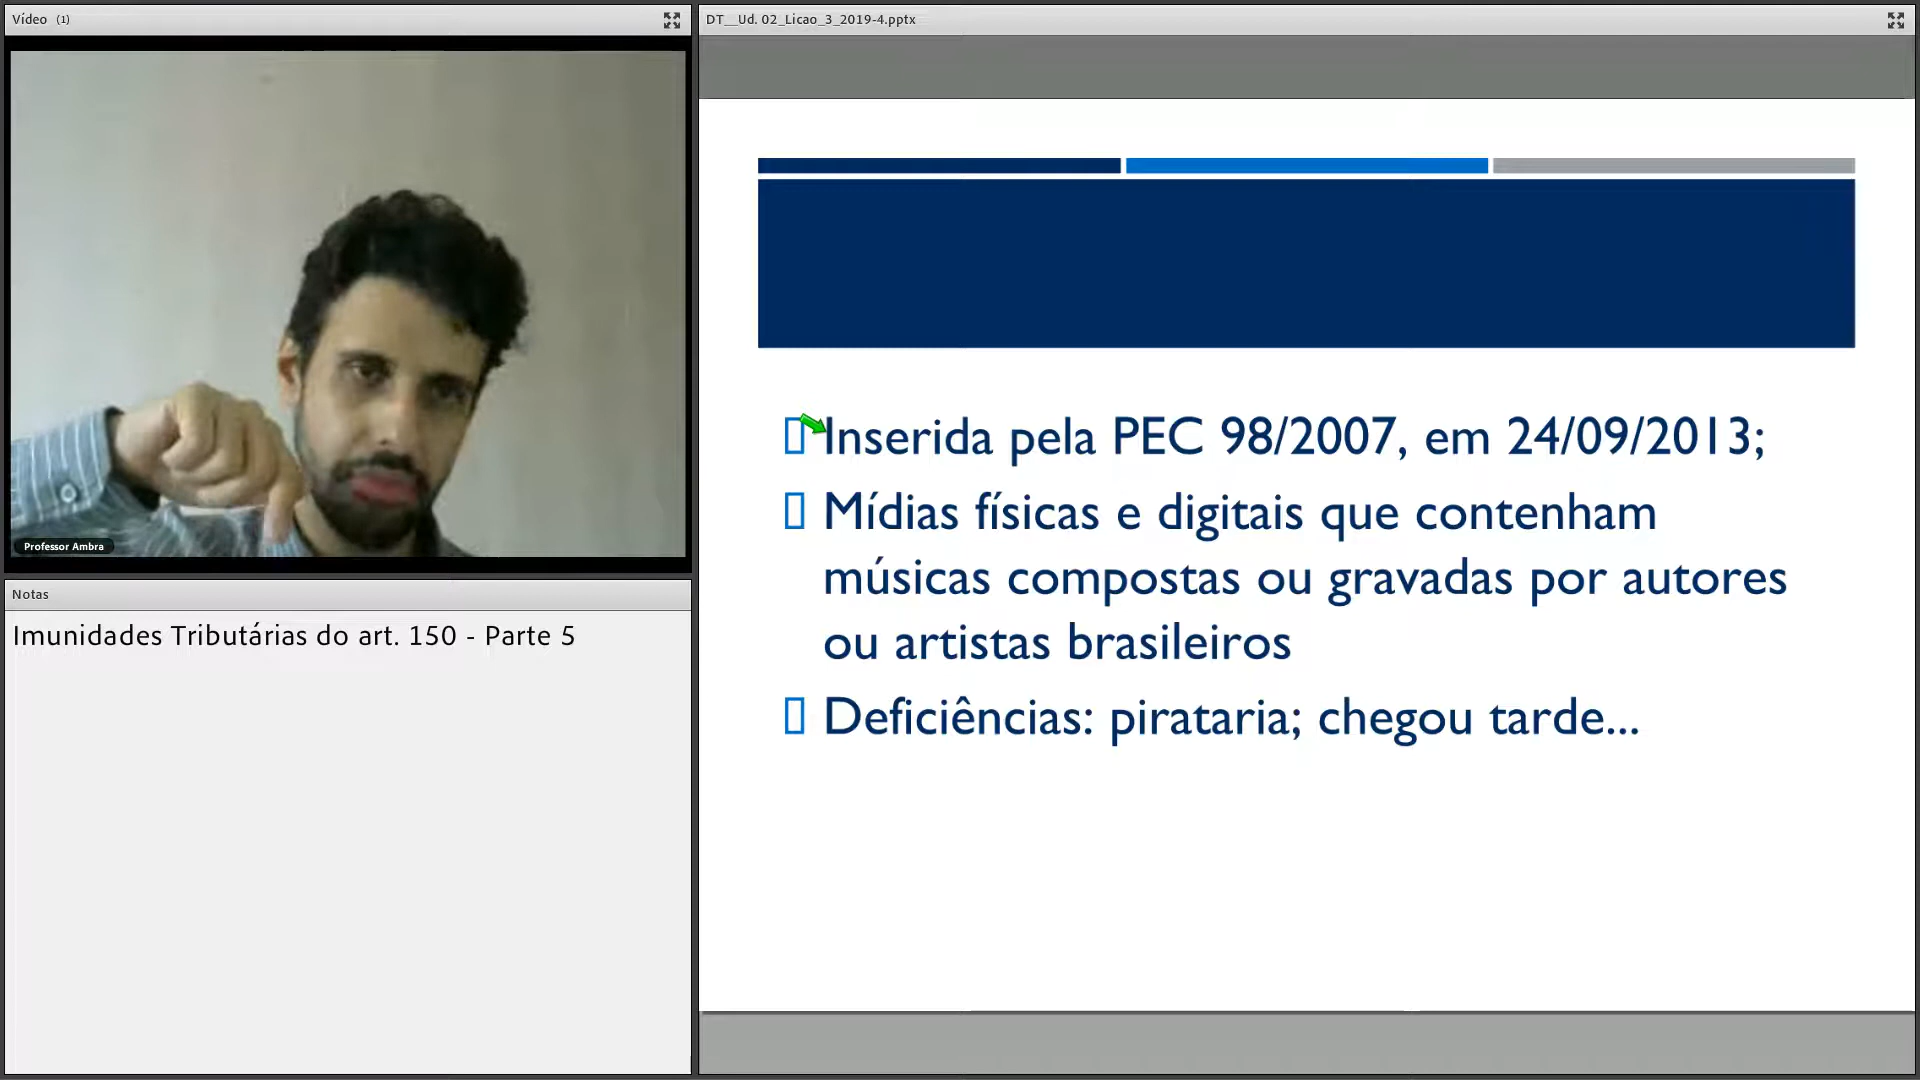 Vídeo (1)
Professor Ambra
Notas
Imunidades Tributárias do art. 150 - Parte 5
DT__Ud. 02_Licao_3_2019-4.pptx
Inserida pela PEC 98/2007, em 24/09/2013;
Mídias físicas e digitais que contenham
músicas compostas ou gravadas por autores
ou artistas brasileiros
Deficiências: pirataria; chegou tarde...